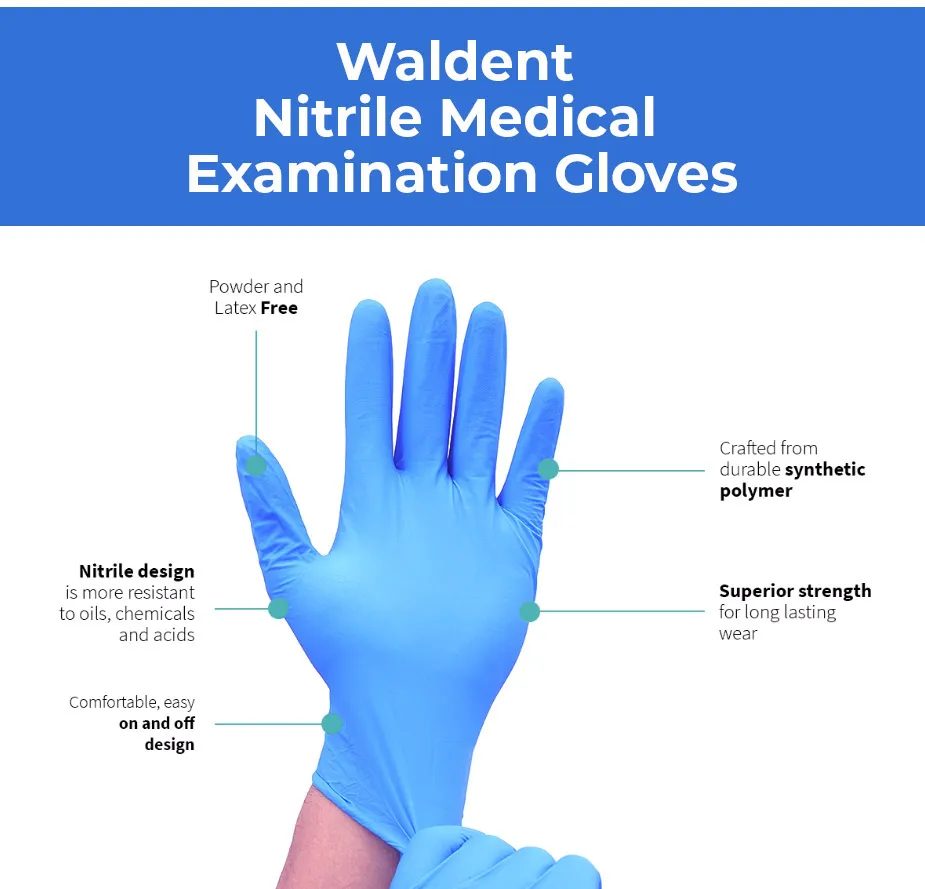 Waldent
Nitrile Medical
Examination Gloves
Powder and
Latex Free
Crafted from
durable synthetic
polymer
Nitrile design
is more resistant
to oils, chemicals
and acids
Superior strength
for long lasting
wear
Comfortable, easy
on and off
design